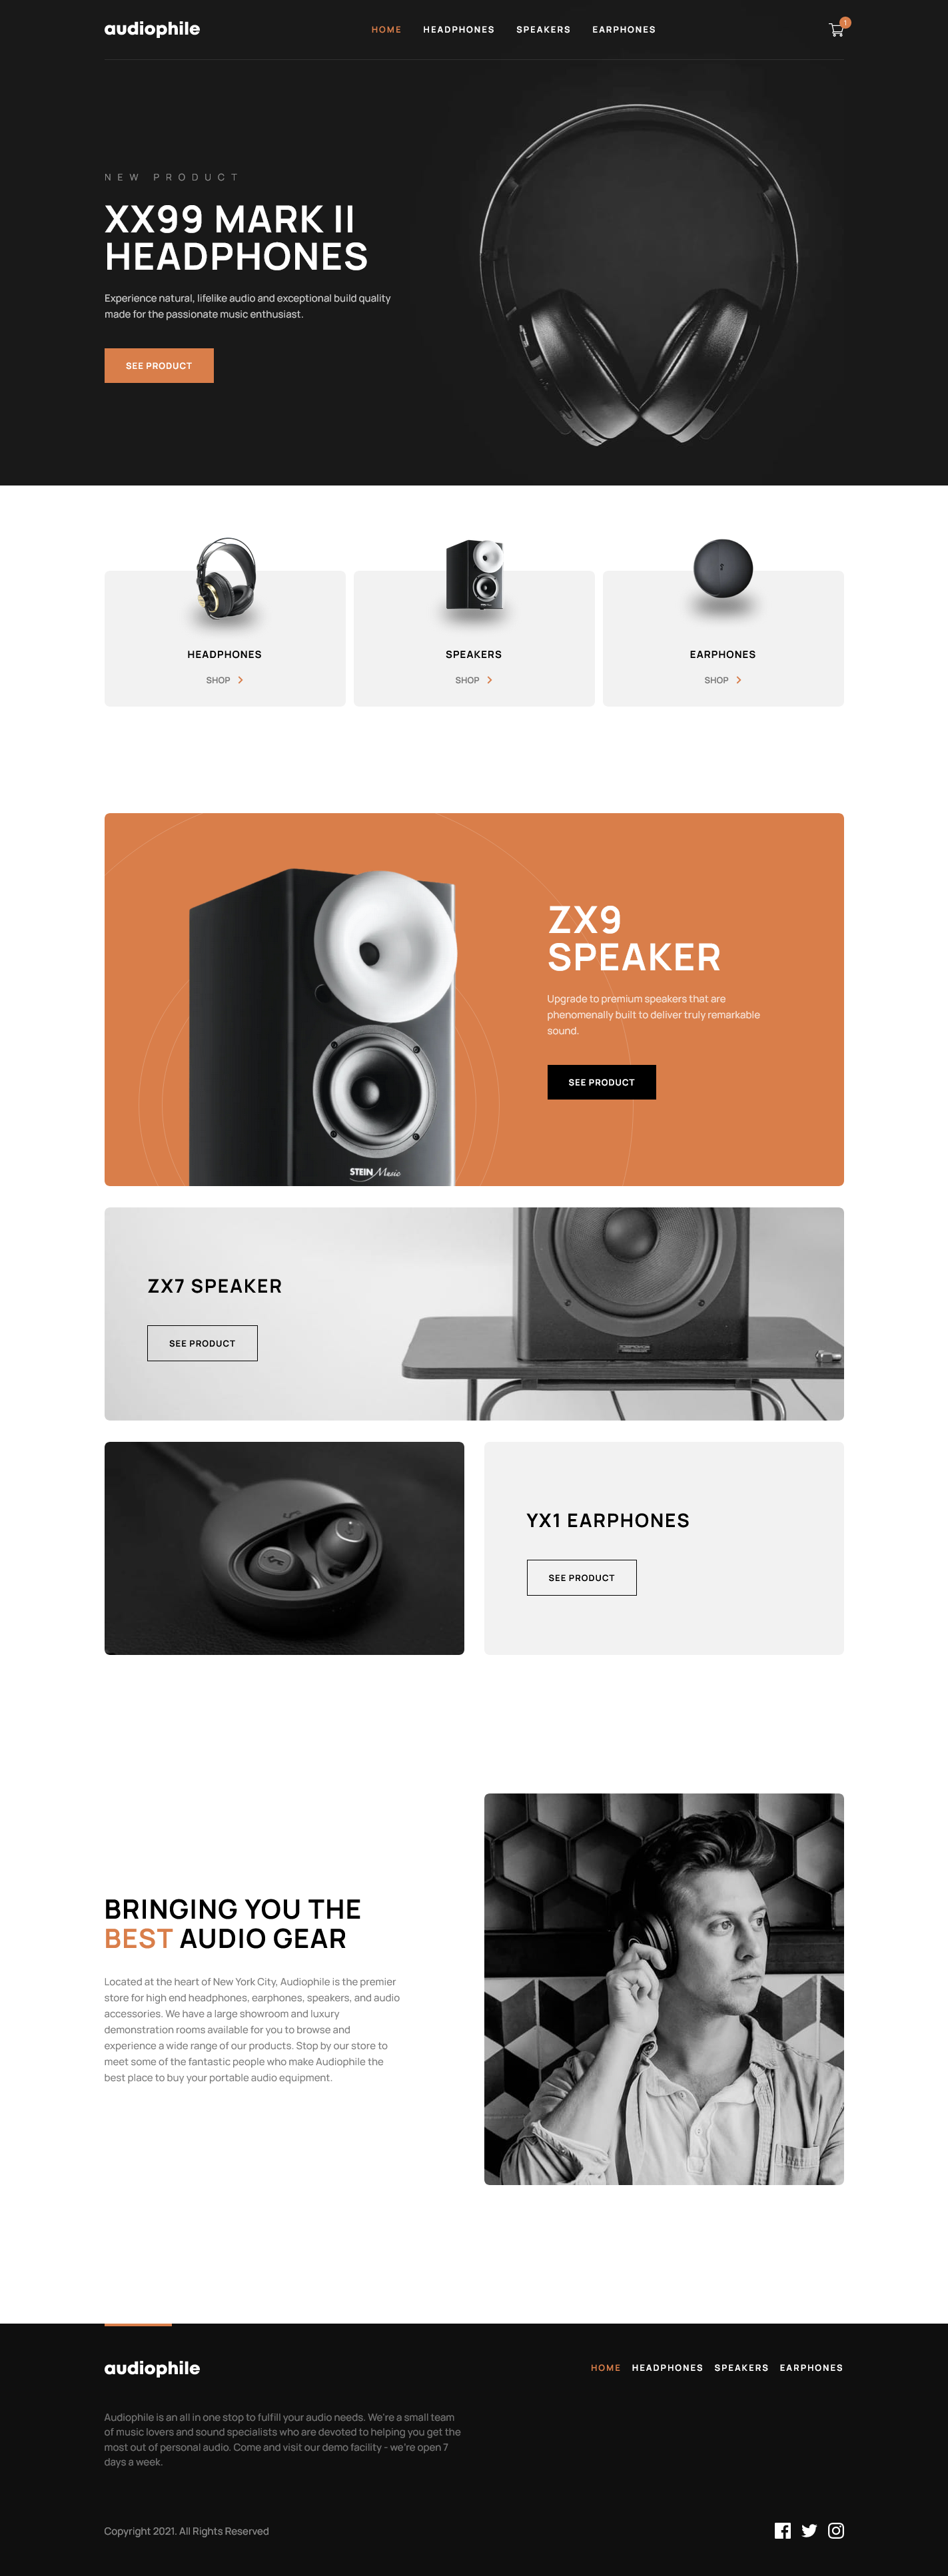 audiophile
HOME HEADPHONES SPEAKERS EARPHONES
1
NEW PRODUCT
XX99 MARK II
HEADPHONES
Experience natural, lifelike audio and exceptional build quality
made for the passionate music enthusiast.
SEE PRODUCT
HEADPHONES
SHOP
SPEAKERS
SHOP
EARPHONES
SHOP
ZX9
SPEAKER
Upgrade to premium speakers that are
phenomenally built to deliver truly remarkable
sound.
SEE PRODUCT
STEIN Music
ZX7 SPEAKER
SEE PRODUCT
YX1 EARPHONES
SEE PRODUCT
BRINGING YOU THE
BEST AUDIO GEAR
Located at the heart of New York City, Audiophile is the premier
store for high end headphones, earphones, speakers, and audio
accessories. We have a large showroom and luxury
demonstration rooms available for you to browse and
experience a wide range of our products. Stop by our store to
meet some of the fantastic people who make Audiophile the
best place to buy your portable audio equipment.
audiophile
HOME HEADPHONES SPEAKERS EARPHONES
Audiophile is an all in one stop to fulfill your audio needs. We're a small team
of music lovers and sound specialists who are devoted to helping you get the
most out of personal audio. Come and visit our demo facility - we're open 7
days a week.
Copyright 2021. All Rights Reserved